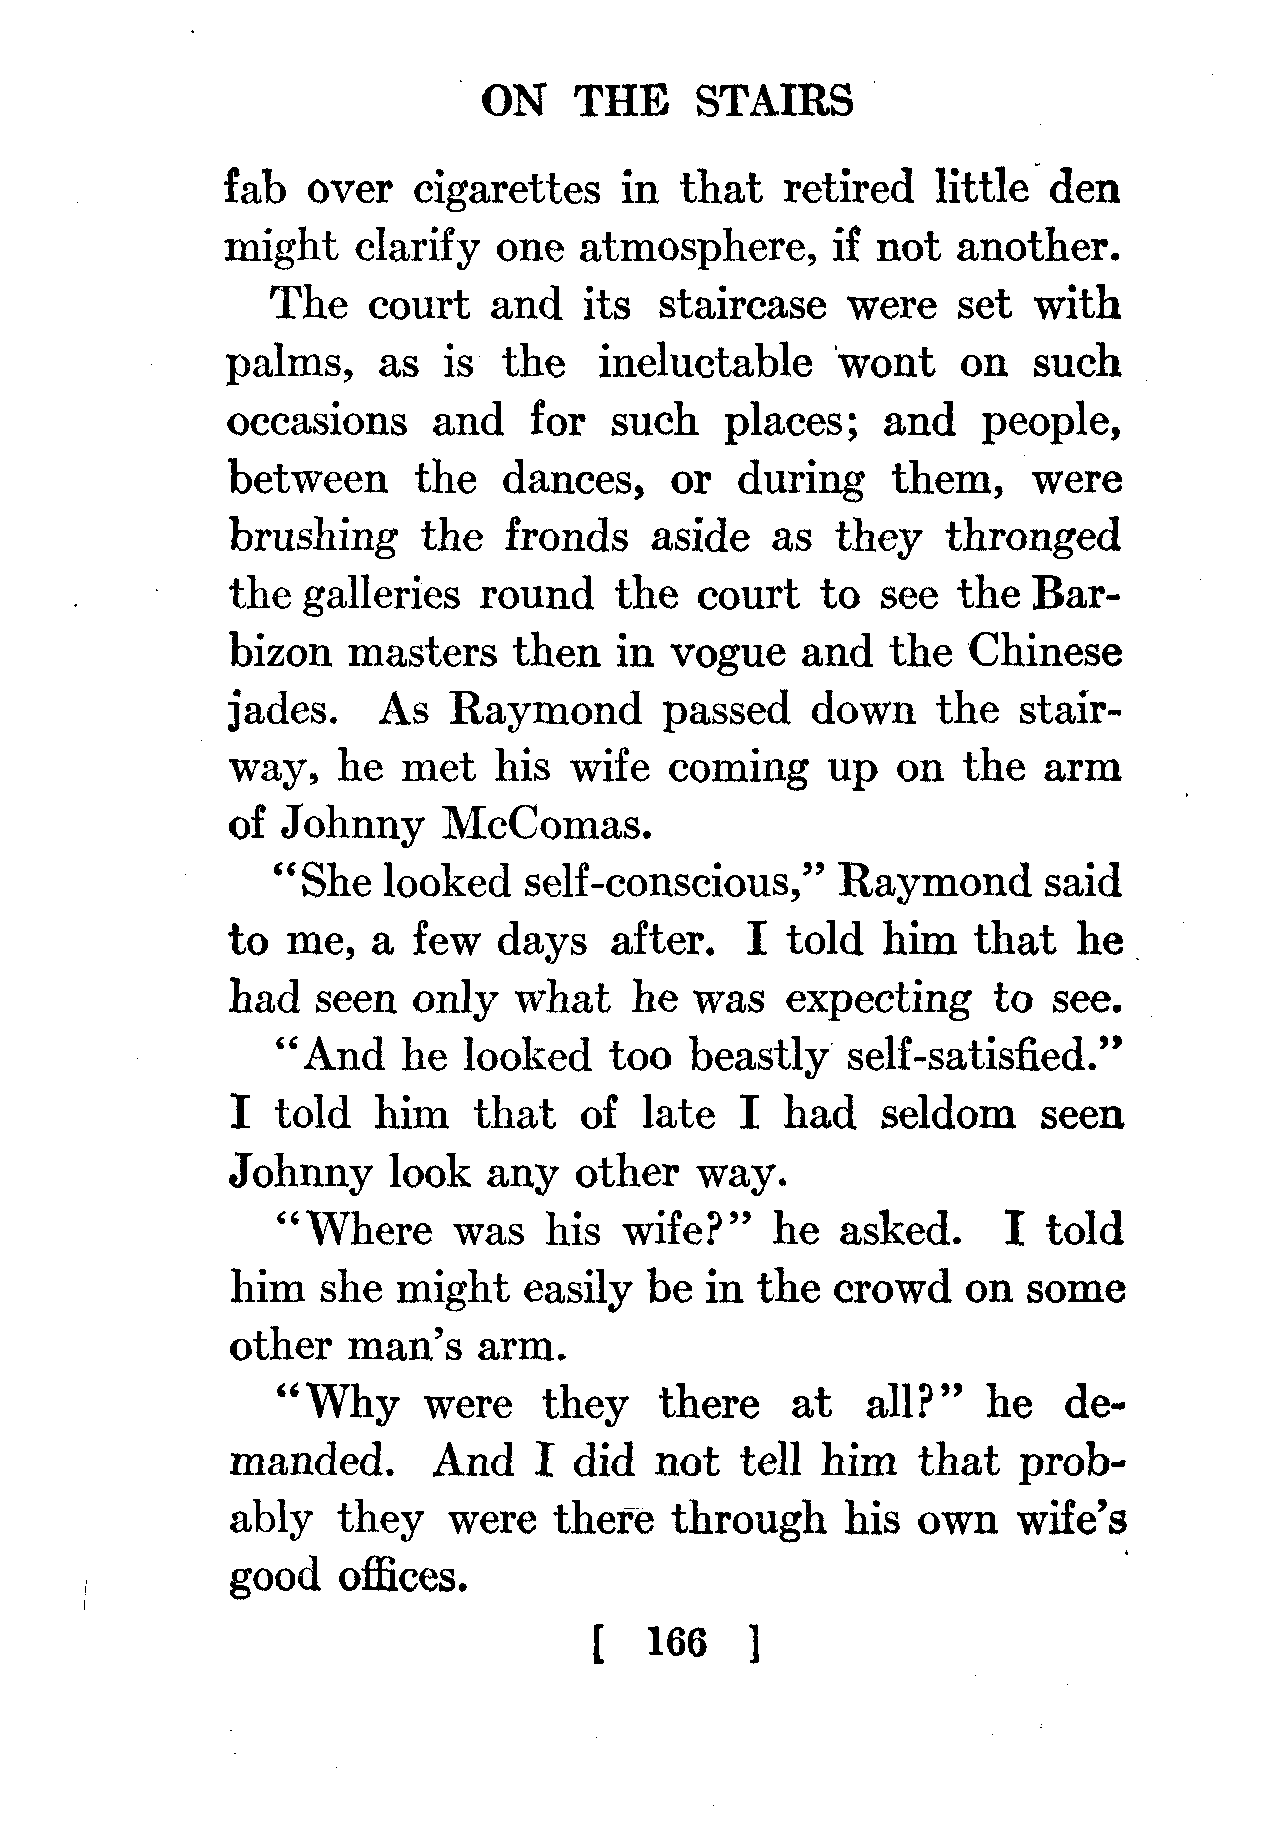 ON THE STAIRS
fab over cigarettes in that retired little den
might clarify one atmosphere, if not another.
The court and its staircase were set with
palms, as is the ineluctable wont on such
occasions and for such places; and people,
between the dances, or during them, were
brushing the fronds aside as they thronged
the galleries round the court to see the Bar-
bizon masters then in vogue and the Chinese
jades. As Raymond passed down the stair-
way, he met his wife coming up on the arm
of Johnny McComas.
"She looked self-conscious," Raymond said
to me, a few days after. I told him that he
had seen only what he was expecting to see.
"And he looked too beastly self-satisfied."
I told him that of late I had seldom seen
Johnny look any other way.
"Where was his wife?" he asked. I told
him she might easily be in the crowd on some
other man's arm.
"Why were they there at all?" he de-
manded. And I did not tell him that prob-
ably they were there through his own wife's
good offices.
[ 166 ]